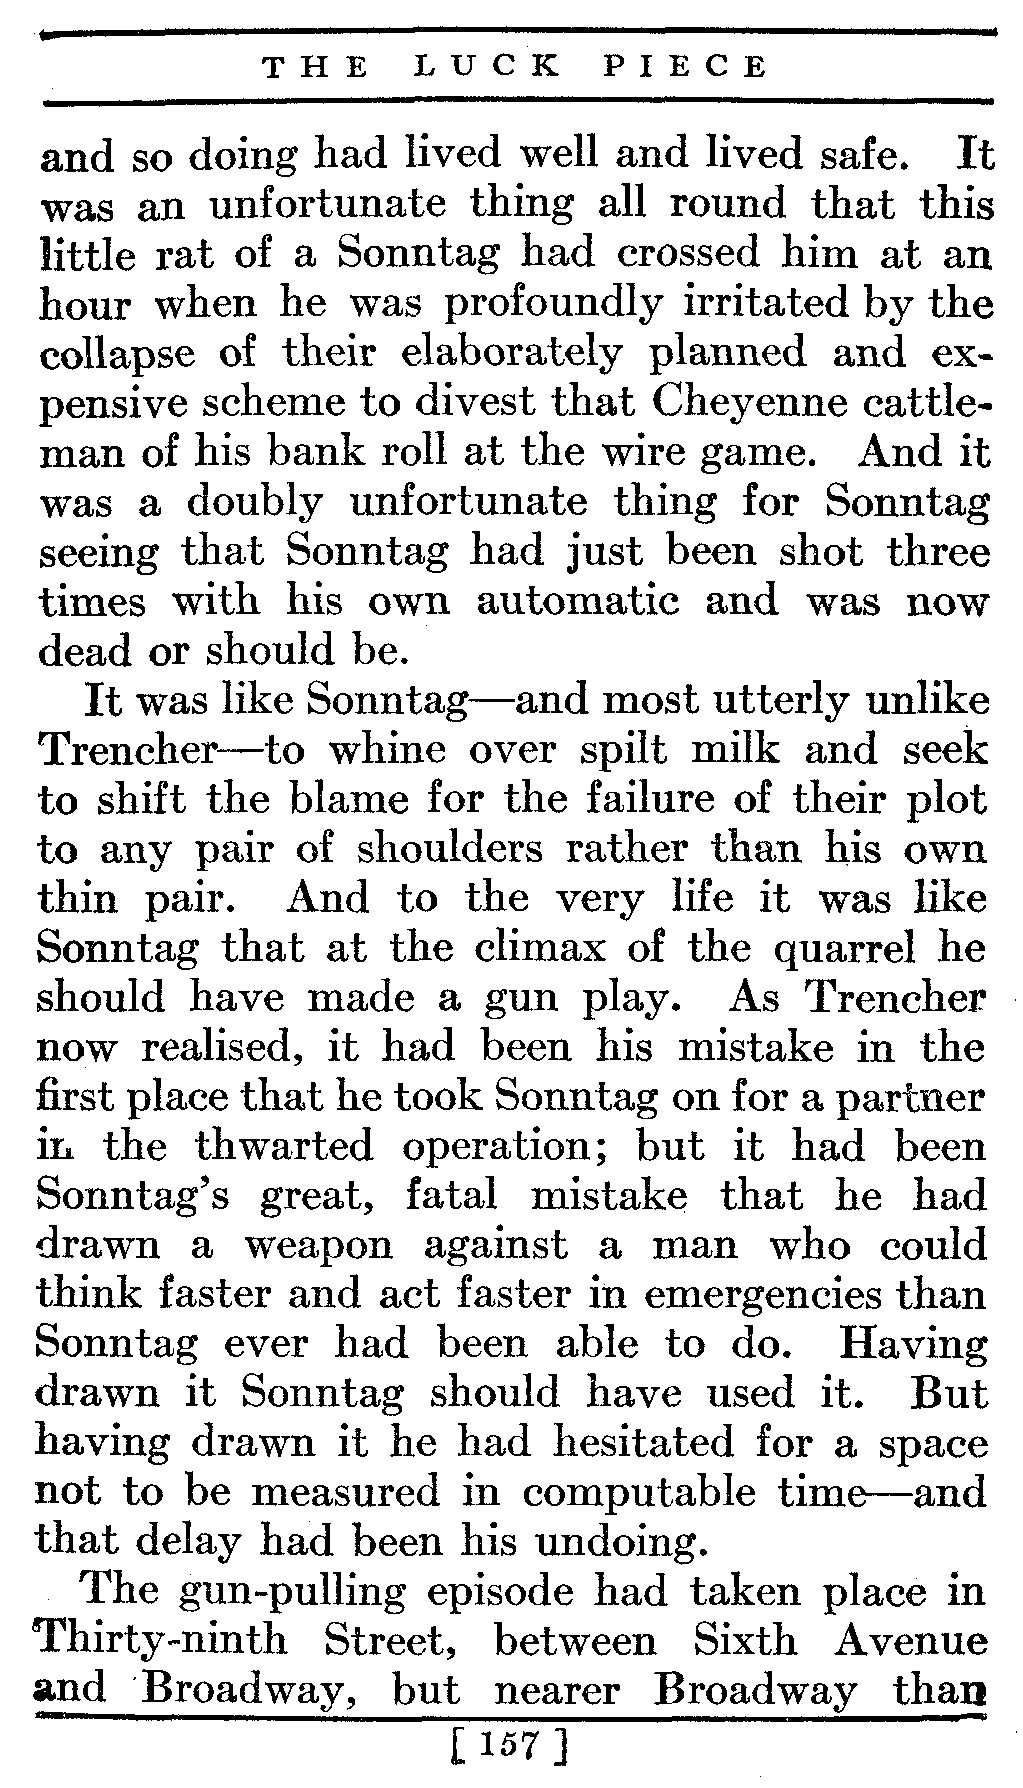 THE LUCK PIECE
and so doing had lived well and lived safe. It
was an unfortunate thing all round that this
little rat of a Sonntag had crossed him at an
hour when he was profoundly irritated by the
collapse of their elaborately planned and ex-
pensive scheme to divest that Cheyenne cattle-
man of his bank roll at the wire game. And it
was a doubly unfortunate thing for Sonntag
seeing that Sonntag had just been shot three
times with his own automatic and was now
dead or should be.
It was like Sonntag—and most utterly unlike
Trencher—to whine over spilt milk and seek
to shift the blame for the failure of their plot
to any pair of shoulders rather than his own
thin pair. And to the very life it was like
Sonntag that at the climax of the quarrel he
should have made a gun play. As Trencher
now realised, it had been his mistake in the
first place that he took Sonntag on for a partner
in the thwarted operation; but it had been
Sonntag's great, fatal mistake that he had
drawn a weapon against a man who could
think faster and act faster in emergencies than
Sonntag ever had been able to do. Having
drawn it Sonntag should have used it. But
having drawn it he had hesitated for a space
not to be measured in computable time—and
that delay had been his undoing.
The gun-pulling episode had taken place in
Thirty-ninth Street, between Sixth Avenue
and Broadway, but nearer Broadway than
[ 157 ]